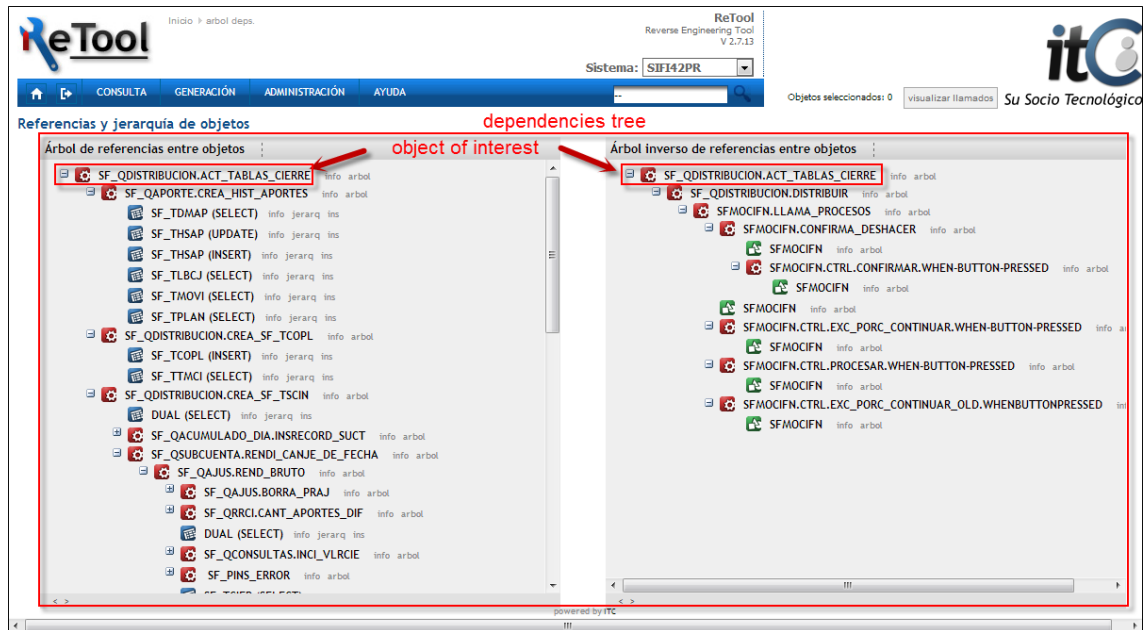 ReTool
Inicio > arbol deps.
ReTool
Reverse Engineering Tool
V 2.7.13
Sistema: SIFI42PR
itc
Su Socio Tecnológico
CONSULTA GENERACIÓN ADMINISTRACIÓN AYUDA
--
Objetos seleccionados: 0 visualizar llamados
Referencias y jerarquía de objetos
dependencies tree
object of interest
Árbol de referencias entre objetos
SF_QDISTRIBUCION.ACT_TABLAS_CIERRE info arbol
SF_QAPORTE.CREA_HIST_APORTES info arbol
SF_TDMAP (SELECT) info jerarq ins
SF_THSAP (UPDATE) info jerarq ins
SF_THSAP (INSERT) info jerarq ins
SF_TLBCJ (SELECT) info jerarq ins
SF_TMOVI (SELECT) info jerarq ins
SF_TPLAN (SELECT) info jerarq ins
SF_QDISTRIBUCION.CREA_SF_TCOPL info arbol
SF_TCOPL (INSERT) info jerarq ins
SF_TTMCI (SELECT) info jerarq ins
SF_QDISTRIBUCION.CREA_SF_TSCIN info arbol
DUAL (SELECT) info jerarq ins
SF_QACUMULADO_DIA.INSRECORD_SUCT info arbol
SF_QSUBCUENTA.RENDI_CANJE_DE_FECHA info arbol
SF_QAJUS.REND_BRUTO info arbol
SF_QAJUS.BORRA_PRAJ info arbol
SF_QRRCI.CANT_APORTES_DIF info arbol
DUAL (SELECT) info jerarq ins
SF_QCONSULTAS.INCI_VLRCIE info arbol
SF_PINS_ERROR info arbol
Árbol inverso de referencias entre objetos
SF_QDISTRIBUCION.ACT_TABLAS_CIERRE info arbol
SF_QDISTRIBUCION.DISTRIBUIR info arbol
SFMOCIFN.LLAMA_PROCESOS info arbol
SFMOCIFN.CONFIRMA_DESHACER info arbol
SFMOCIFN info arbol
SFMOCIFN.CTRL.CONFIRMAR.WHEN-BUTTON-PRESSED info arbol
SFMOCIFN info arbol
SFMOCIFN info arbol
SFMOCIFN.CTRL.EXC_PORC_CONTINUAR.WHEN-BUTTON-PRESSED info
SFMOCIFN info arbol
SFMOCIFN.CTRL.PROCESAR.WHEN-BUTTON-PRESSED info arbol
SFMOCIFN info arbol
SFMOCIFN.CTRL.EXC_PORC_CONTINUAR_OLD.WHENBUTTONPRESSED
SFMOCIFN info arbol
< >
< >
powered by ITC